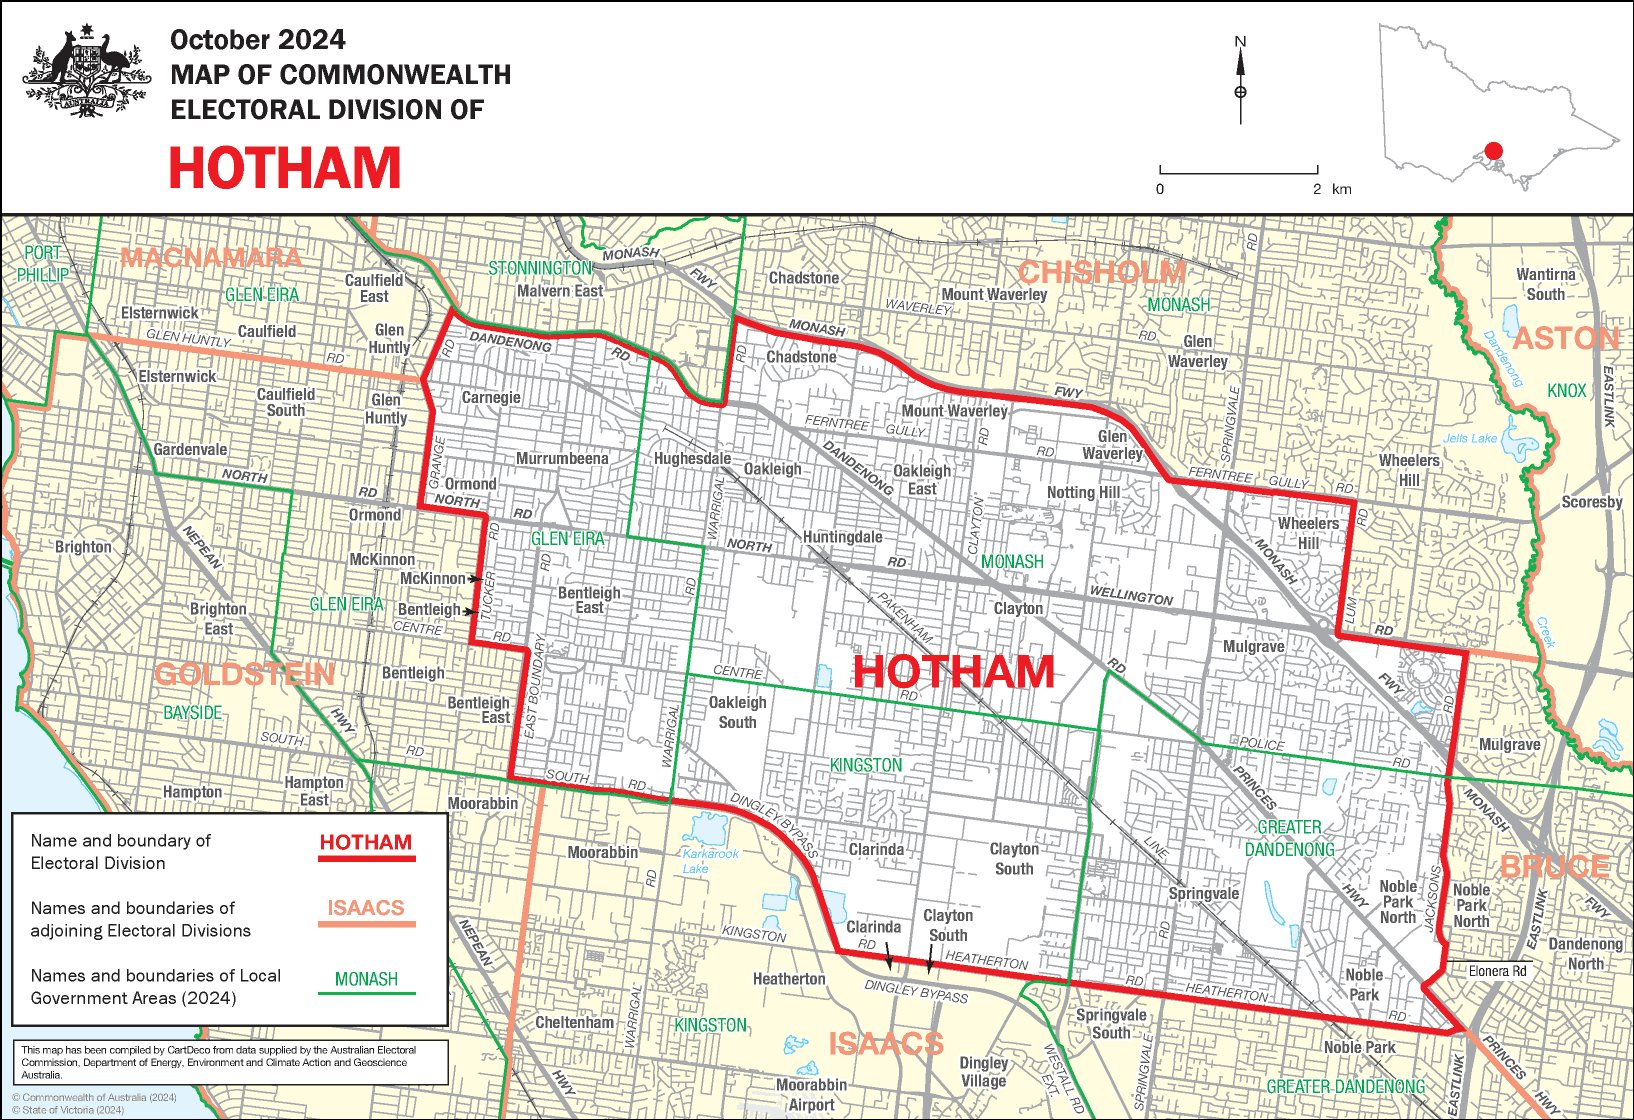 October 2024
MAP OF COMMONWEALTH
ELECTORAL DIVISION OF
HOTHAM
AUSTRALIA
N
0 2 km
PORT
PHILLIP
MACNAMARA
GLEN EIRA
Caulfield
East
Elsternwick
GLEN HUNTLY
RD
Caulfield
Glen
Huntly
STONNINGTON
Malvern East
MONASH
FWY
Chadstone
WAVERLEY
RD
Mount Waverley
CHISHOLM
MONASH
RD
Glen
Waverley
Wantirna
South
ASTON
KNOX
Dandenong
EASTLINK
Elsternwick
Caulfield
South
Glen
Huntly
RD
DANDENONG
RD
RD
MONASH
Chadstone
FWY
Carnegie
Mount Waverley
FERNTREE
GULLY
RD
RD
Glen
Waverley
SPRINGVALE
Jells Lake
Gardenvale
GRANGE
Murrumbeena
Hughesdale
Oakleigh
DANDENONG
Oakleigh
East
FERNTREE
GULLY
RD
Wheelers
Hill
NORTH
RD
Ormond
Ormond
NORTH
RD
WARRIGAL
CLAYTON
Notting Hill
RD
Wheelers
Hill
Scoresby
Brighton
NEPEAN
McKinnon
McKinnon
RD
RD
GLEN EIRA
NORTH
RD
Huntingdale
MONASH
MONASH
GLEN EIRA
Bentleigh
TUCKER
Bentleigh
East
RD
PAKENHAM
Clayton
WELLINGTON
LUM
RD
Creek
Brighton
East
CENTRE
RD
Mulgrave
GOLDSTEIN
Bentleigh
EAST BOUNDARY
CENTRE
RD
HOTHAM
RD
FWY
RD
BAYSIDE
HWY
Bentleigh
East
WARRIGAL
Oakleigh
South
SOUTH
RD
KINGSTON
POLICE
RD
Mulgrave
Hampton
Hampton
East
Moorabbin
SOUTH
RD
DINGLEY BYPASS
PRINCES
MONASH
Name and boundary of
Electoral Division
HOTHAM
Karkarook
Lake
Moorabbin
Clarinda
Clayton
South
LINE
GREATER
DANDENONG
BRUCE
Names and boundaries of
adjoining Electoral Divisions
ISAACS
RD
Springvale
HWY
Noble
Park
North
JACKSONS
Noble
Park
North
FWY
EASTLINK
NEPEAN
KINGSTON
Clarinda
RD
Clayton
South
HEATHERTON
RD
Dandenong
North
Names and boundaries of Local
Government Areas (2024)
MONASH
Heatherton
DINGLEY BYPASS
RD
HEATHERTON
Noble
Park
RD
Elonera Rd
Cheltenham
WARRIGAL
KINGSTON
ISAACS
Springvale
South
Noble Park
This map has been compiled by CartDeco from data supplied by the Australian Electoral
Commission, Department of Energy, Environment and Climate Action and Geoscience
Australia.
© Commonwealth of Australia (2024)
© State of Victoria (2024)
HWY
Moorabbin
Airport
Dingley
Village
WESTALL RD
EXT.
SPRINGVALE
GREATER DANDENONG
EASTLINK
PRINCES
HWY